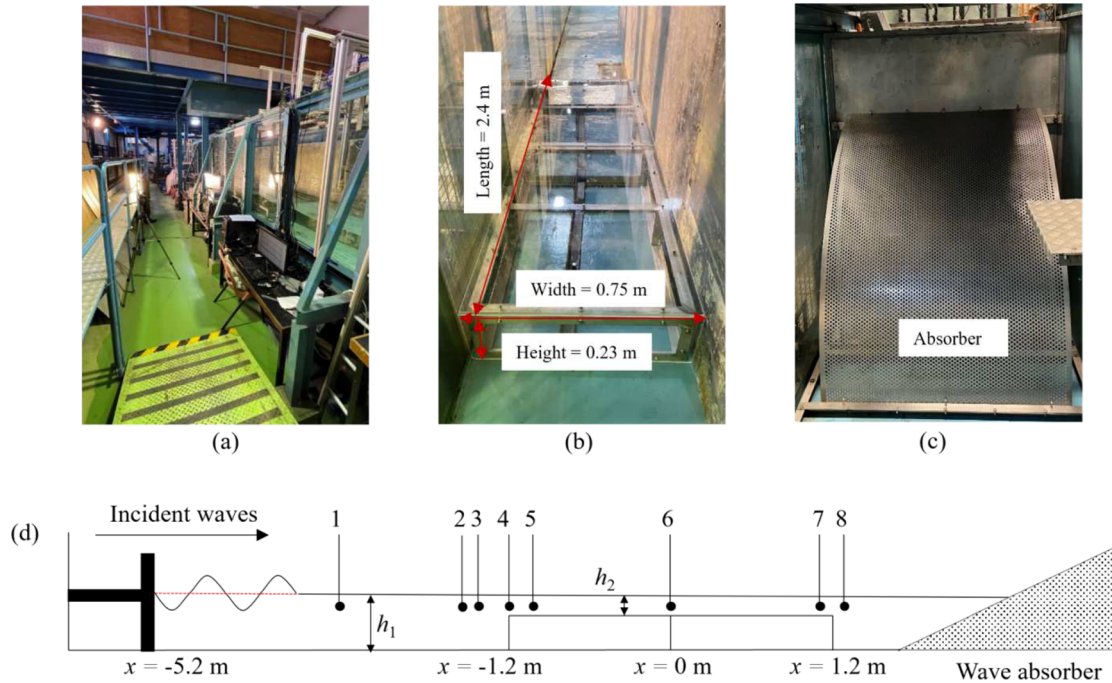 Length = 2.4 m
Width = 0.75 m
Height = 0.23 m
Absorber
(a)
(b)
(c)
(d)
Incident waves
1
2
3
4
5
6
7
8
h₁
h₂
x = -5.2 m
x = -1.2 m
x = 0 m
x = 1.2 m
Wave absorber